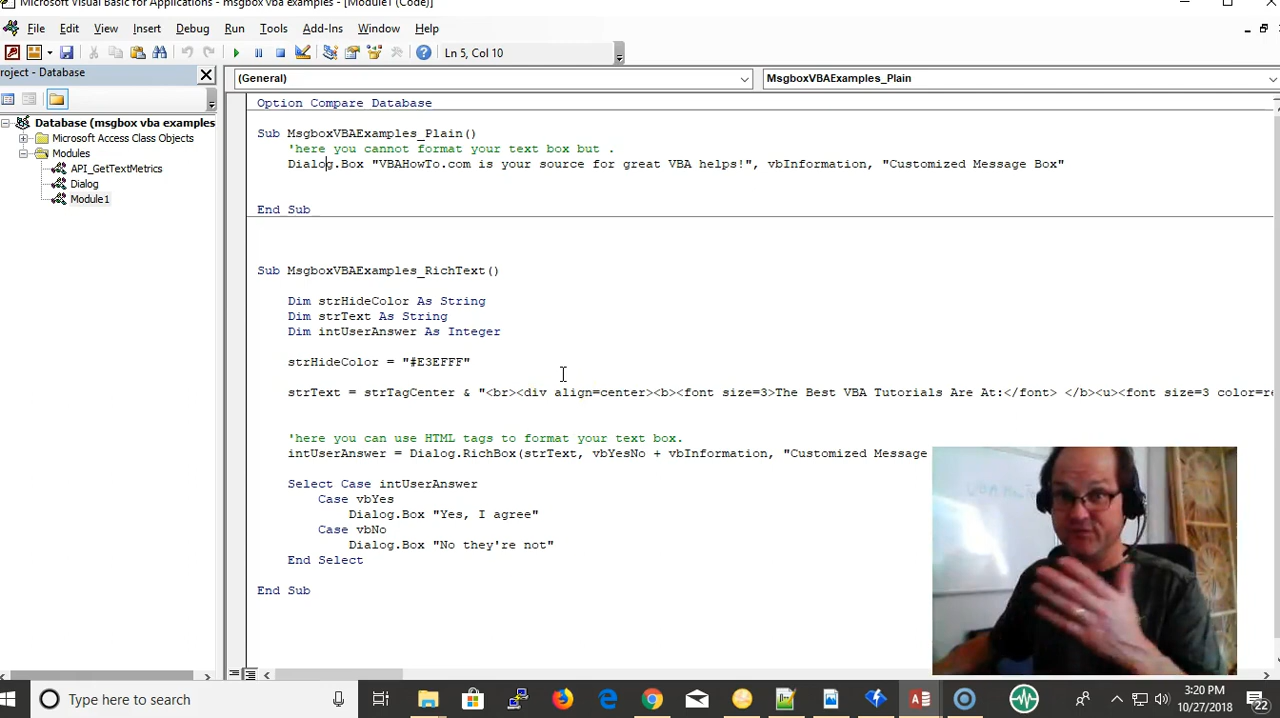 Microsoft Visual Basic for Applications - msgbox vba examples - [Module1 (Code)]
File Edit View Insert Format Debug Run Tools Add-Ins Window Help
Ln 5, Col 10
roject - Database
(General)
MsgboxVBAExamples_Plain
Database (msgbox vba examples
Microsoft Access Class Objects
Modules
API_GetTextMetrics
Dialog
Module1
Option Compare Database
Sub MsgboxVBAExamples_Plain()
'here you cannot format your text box but .
Dialog.Box "VBAHowTo.com is your source for great VBA helps!", vbInformation, "Customized Message Box"
End Sub
Sub MsgboxVBAExamples_RichText()
Dim strHideColor As String
Dim strText As String
Dim intUserAnswer As Integer
strHideColor = "#E3EFFF"
strText = strTagCenter & "<br><div align=center><b><font size=3>The Best VBA Tutorials Are At:</font> </b><u><font size=3 color=re
'here you can use HTML tags to format your text box.
intUserAnswer = Dialog.RichBox(strText, vbYesNo + vbInformation, "Customized Message
Select Case intUserAnswer
Case vbYes
Dialog.Box "Yes, I agree"
Case vbNo
Dialog.Box "No they're not"
End Select
End Sub
Type here to search
3:20 PM
10/27/2018
22